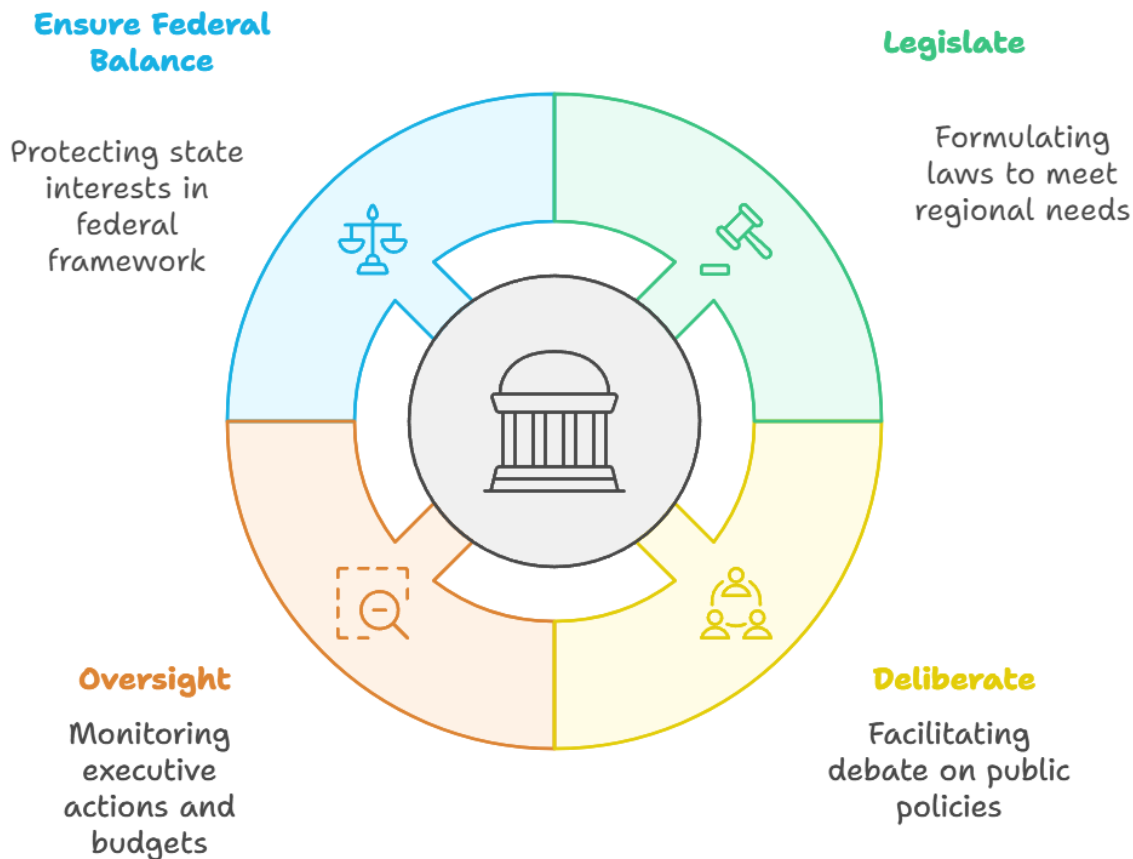 Ensure Federal
Balance
Protecting state
interests in
federal
framework
Legislate
Formulating
laws to meet
regional needs
Oversight
Monitoring
executive
actions and
budgets
Deliberate
Facilitating
debate on public
policies